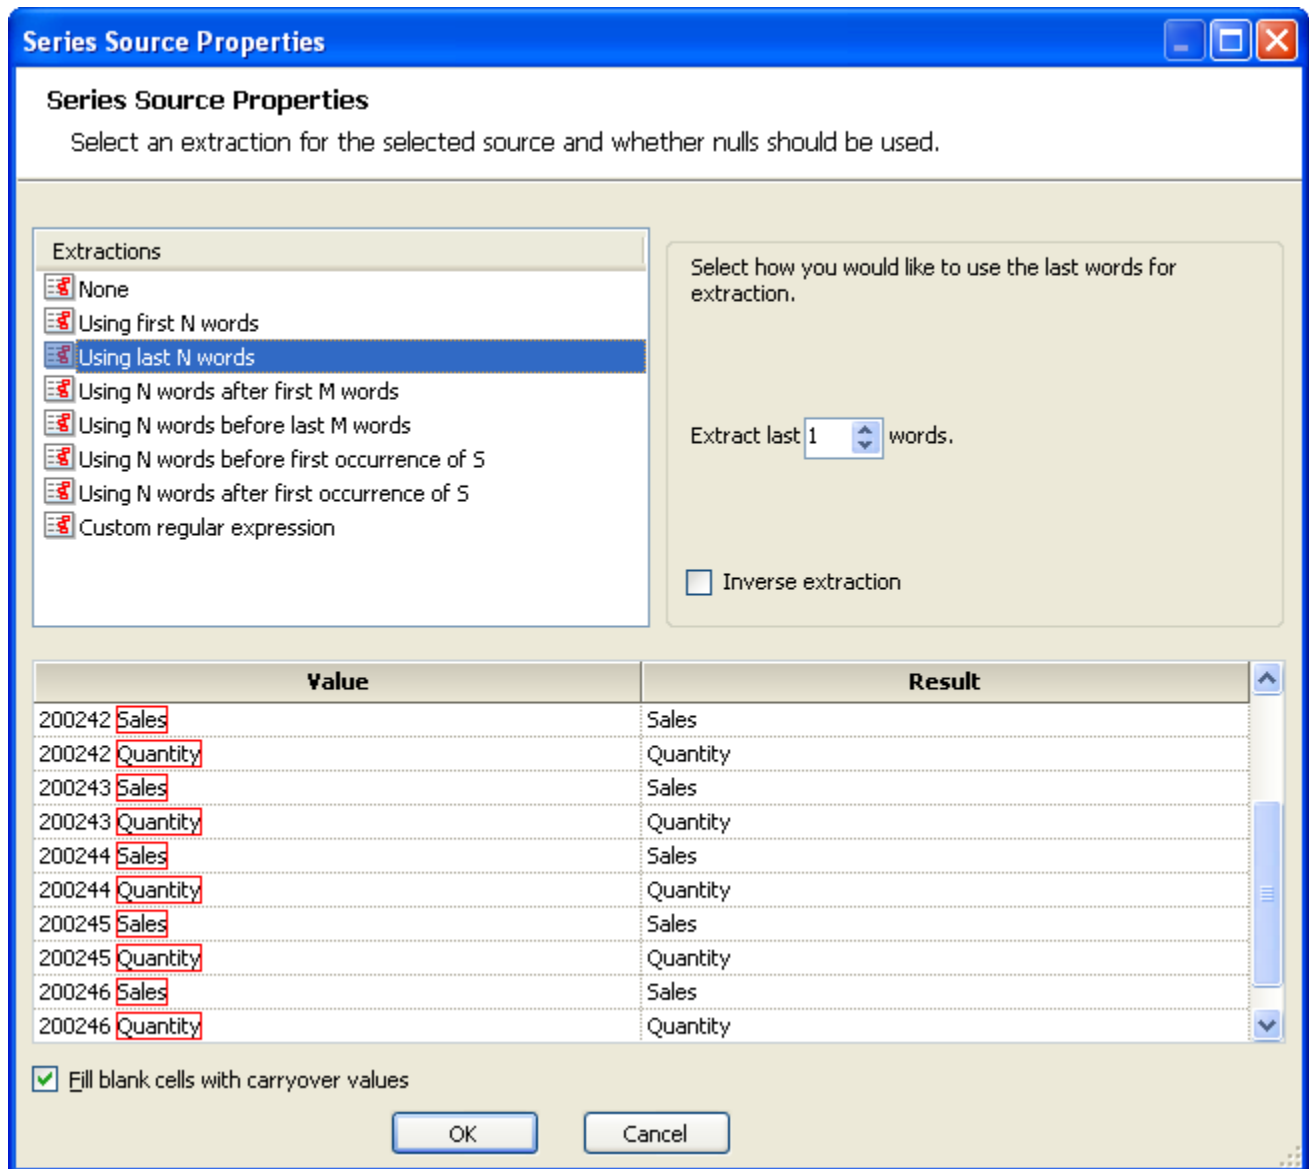 Series Source Properties
Series Source Properties
Select an extraction for the selected source and whether nulls should be used.
Extractions
None
Using first N words
Using last N words
Using N words after first M words
Using N words before last M words
Using N words before first occurrence of S
Using N words after first occurrence of S
Custom regular expression
Select how you would like to use the last words for
extraction.
Extract last 1 words.
Inverse extraction
Value Result
200242 Sales Sales
200242 Quantity Quantity
200243 Sales Sales
200243 Quantity Quantity
200244 Sales Sales
200244 Quantity Quantity
200245 Sales Sales
200245 Quantity Quantity
200246 Sales Sales
200246 Quantity Quantity
Fill blank cells with carryover values
OK Cancel